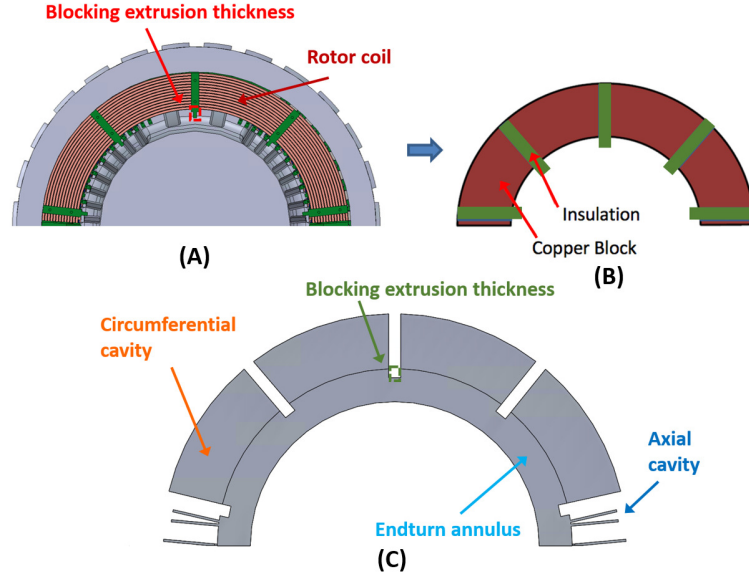 Blocking extrusion thickness
Rotor coil
(A)
Insulation
Copper Block
(B)
Blocking extrusion thickness
Circumferential
cavity
Axial
cavity
Endturn annulus
(C)